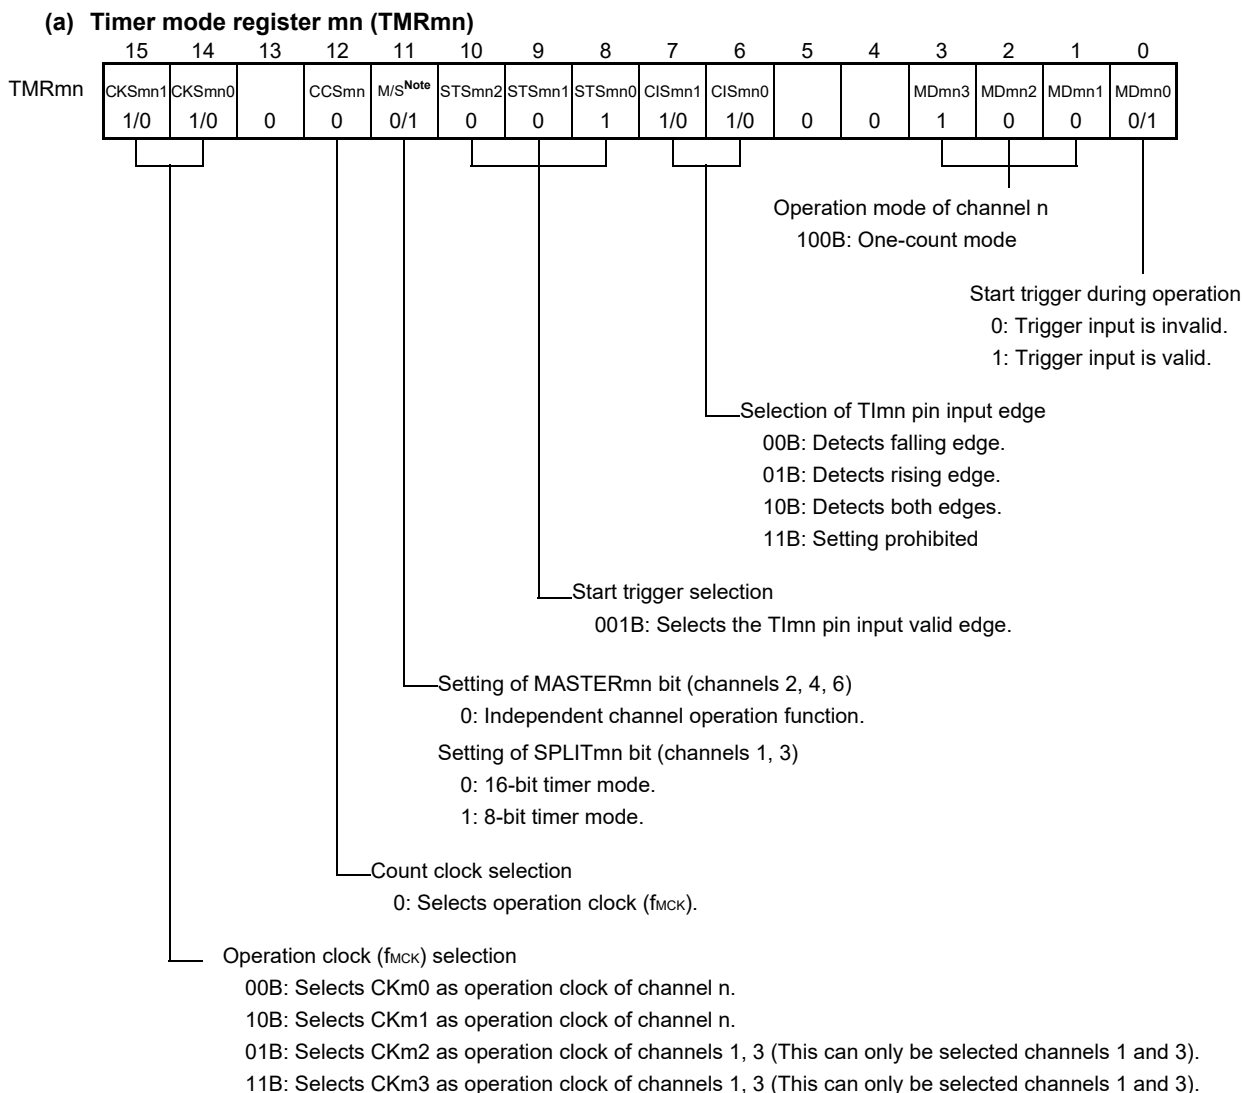 (a) Timer mode register mn (TMRmn)
15 14 13 12 11 10 9 8 7 6 5 4 3 2 1 0
TMRmn CKSmn1 CKSmn0 CCSmn M/SNote STSmn2 STSmn1 STSmn0 CISmn1 CISmn0 MDmn3 MDmn2 MDmn1 MDmn0
1/0 1/0 0 0 0/1 0 0 1 1/0 1/0 0 0 1 0 0 0/1
Operation mode of channel n
100B: One-count mode
Start trigger during operation
0: Trigger input is invalid.
1: Trigger input is valid.
Selection of TImn pin input edge
00B: Detects falling edge.
01B: Detects rising edge.
10B: Detects both edges.
11B: Setting prohibited
Start trigger selection
001B: Selects the TImn pin input valid edge.
Setting of MASTERmn bit (channels 2, 4, 6)
0: Independent channel operation function.
Setting of SPLITmn bit (channels 1, 3)
0: 16-bit timer mode.
1: 8-bit timer mode.
Count clock selection
0: Selects operation clock (fMCK).
Operation clock (fMCK) selection
00B: Selects CKm0 as operation clock of channel n.
10B: Selects CKm1 as operation clock of channel n.
01B: Selects CKm2 as operation clock of channels 1, 3 (This can only be selected channels 1 and 3).
11B: Selects CKm3 as operation clock of channels 1, 3 (This can only be selected channels 1 and 3).